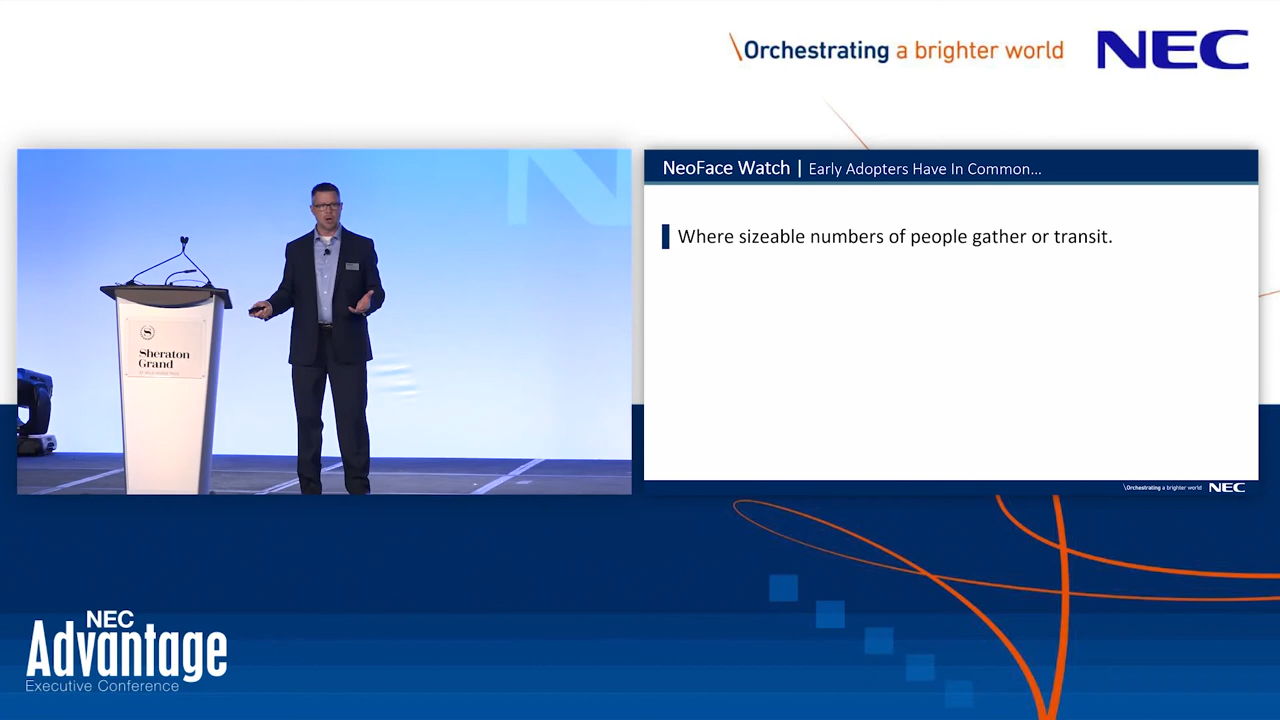 \Orchestrating a brighter world NEC
NeoFace Watch | Early Adopters Have In Common...
Where sizeable numbers of people gather or transit.
Sheraton
Grand
\Orchestrating a brighter world NEC
NEC
Advantage
Executive Conference